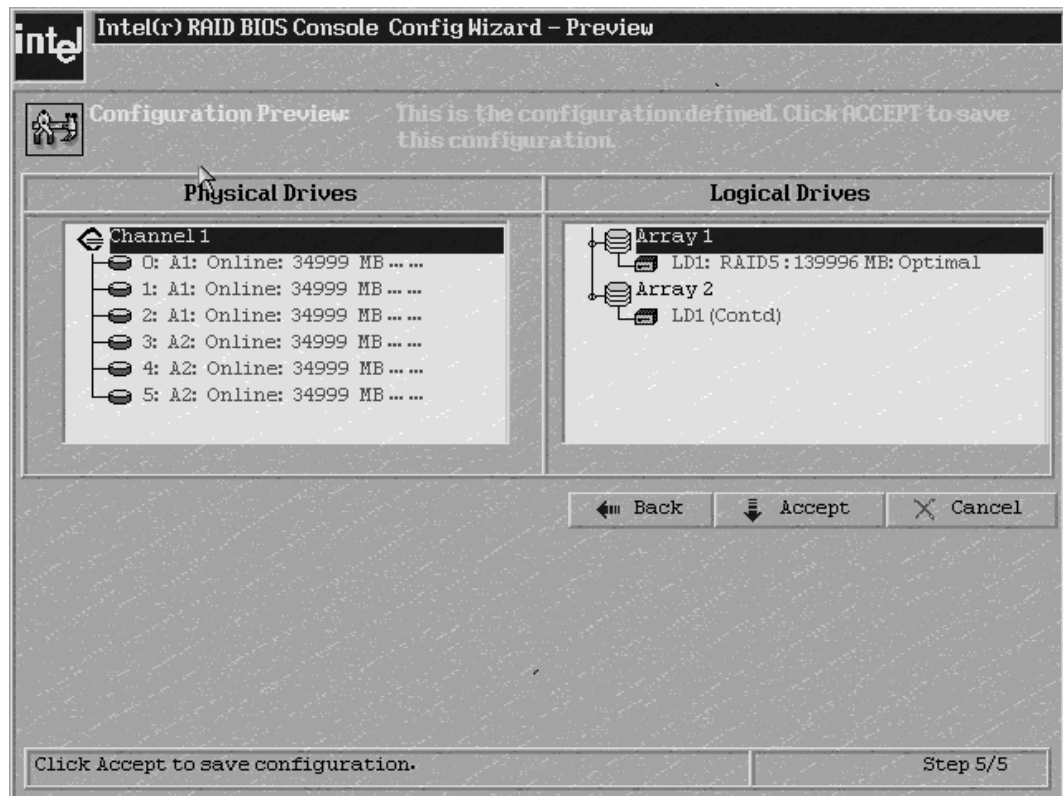 intel
Intel(r) RAID BIOS Console Config Wizard – Preview
Configuration Preview: This is the configuration defined. Click ACCEPT to save
this configuration.
Physical Drives
Channel 1
0: A1: Online: 34999 MB ... ...
1: A1: Online: 34999 MB ... ...
2: A1: Online: 34999 MB ... ...
3: A2: Online: 34999 MB ... ...
4: A2: Online: 34999 MB ... ...
5: A2: Online: 34999 MB ... ...
Logical Drives
Array 1
LD1: RAID5 : 139996 MB: Optimal
Array 2
LD1 (Contd)
Back
Accept
Cancel
Click Accept to save configuration.
Step 5/5